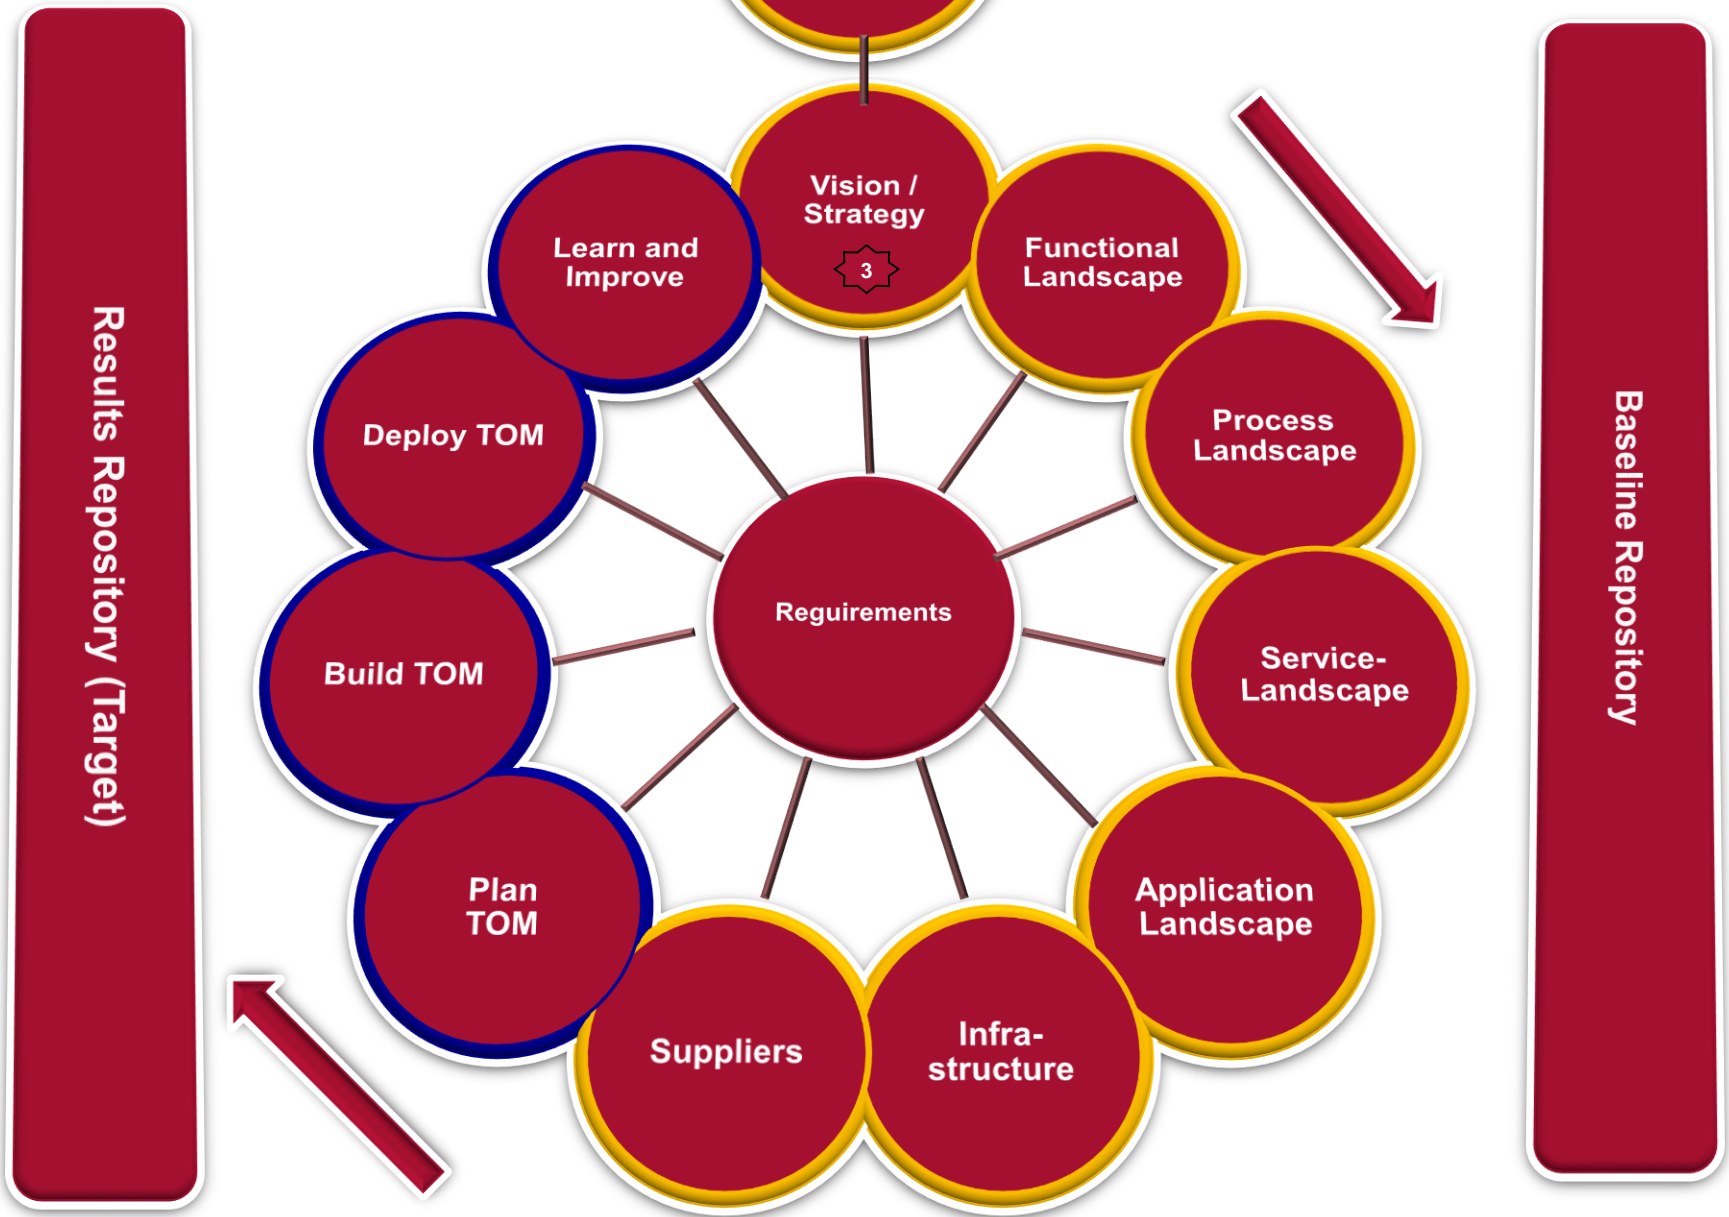 Vision /
Strategy
3
Functional
Landscape
Process
Landscape
Service-
Landscape
Application
Landscape
Infra-
structure
Suppliers
Plan
TOM
Build TOM
Deploy TOM
Learn and
Improve
Reguirements
Results Repository (Target)
Baseline Repository